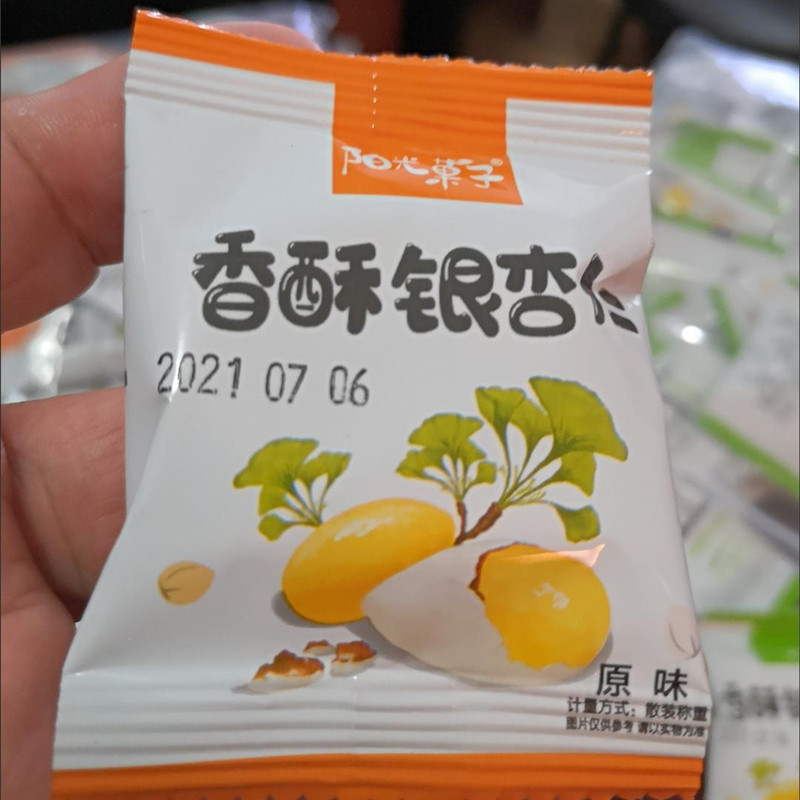 阳光菓子®
香酥银杏仁
2021 07 06
原味
计量方式：散装称重
图片仅供参考 请以实物为准